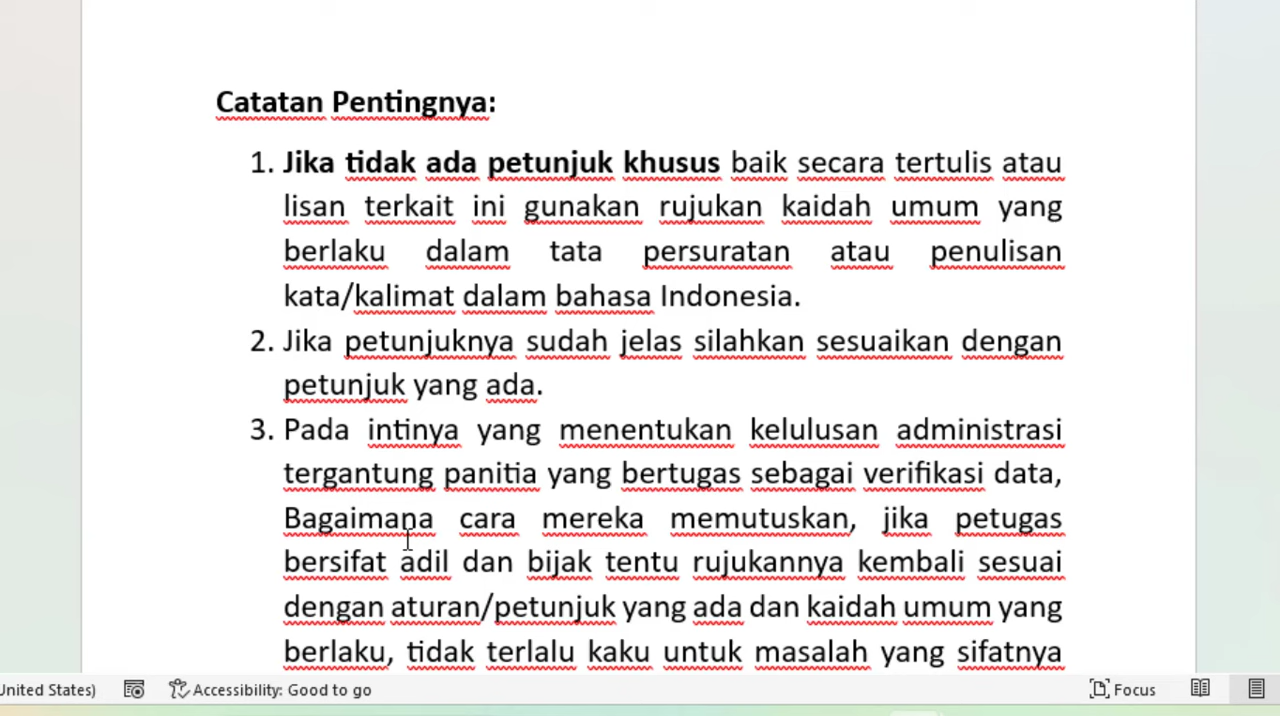 Catatan Pentingnya:
1. Jika tidak ada petunjuk khusus baik secara tertulis atau
lisan terkait ini gunakan rujukan kaidah umum yang
berlaku dalam tata persuratan atau penulisan
kata/kalimat dalam bahasa Indonesia.
2. Jika petunjuknya sudah jelas silahkan sesuaikan dengan
petunjuk yang ada.
3. Pada intinya yang menentukan kelulusan administrasi
tergantung panitia yang bertugas sebagai verifikasi data,
Bagaimana cara mereka memutuskan, jika petugas
bersifat adil dan bijak tentu rujukannya kembali sesuai
dengan aturan/petunjuk yang ada dan kaidah umum yang
berlaku, tidak terlalu kaku untuk masalah yang sifatnya
United States) Accessibility: Good to go Focus